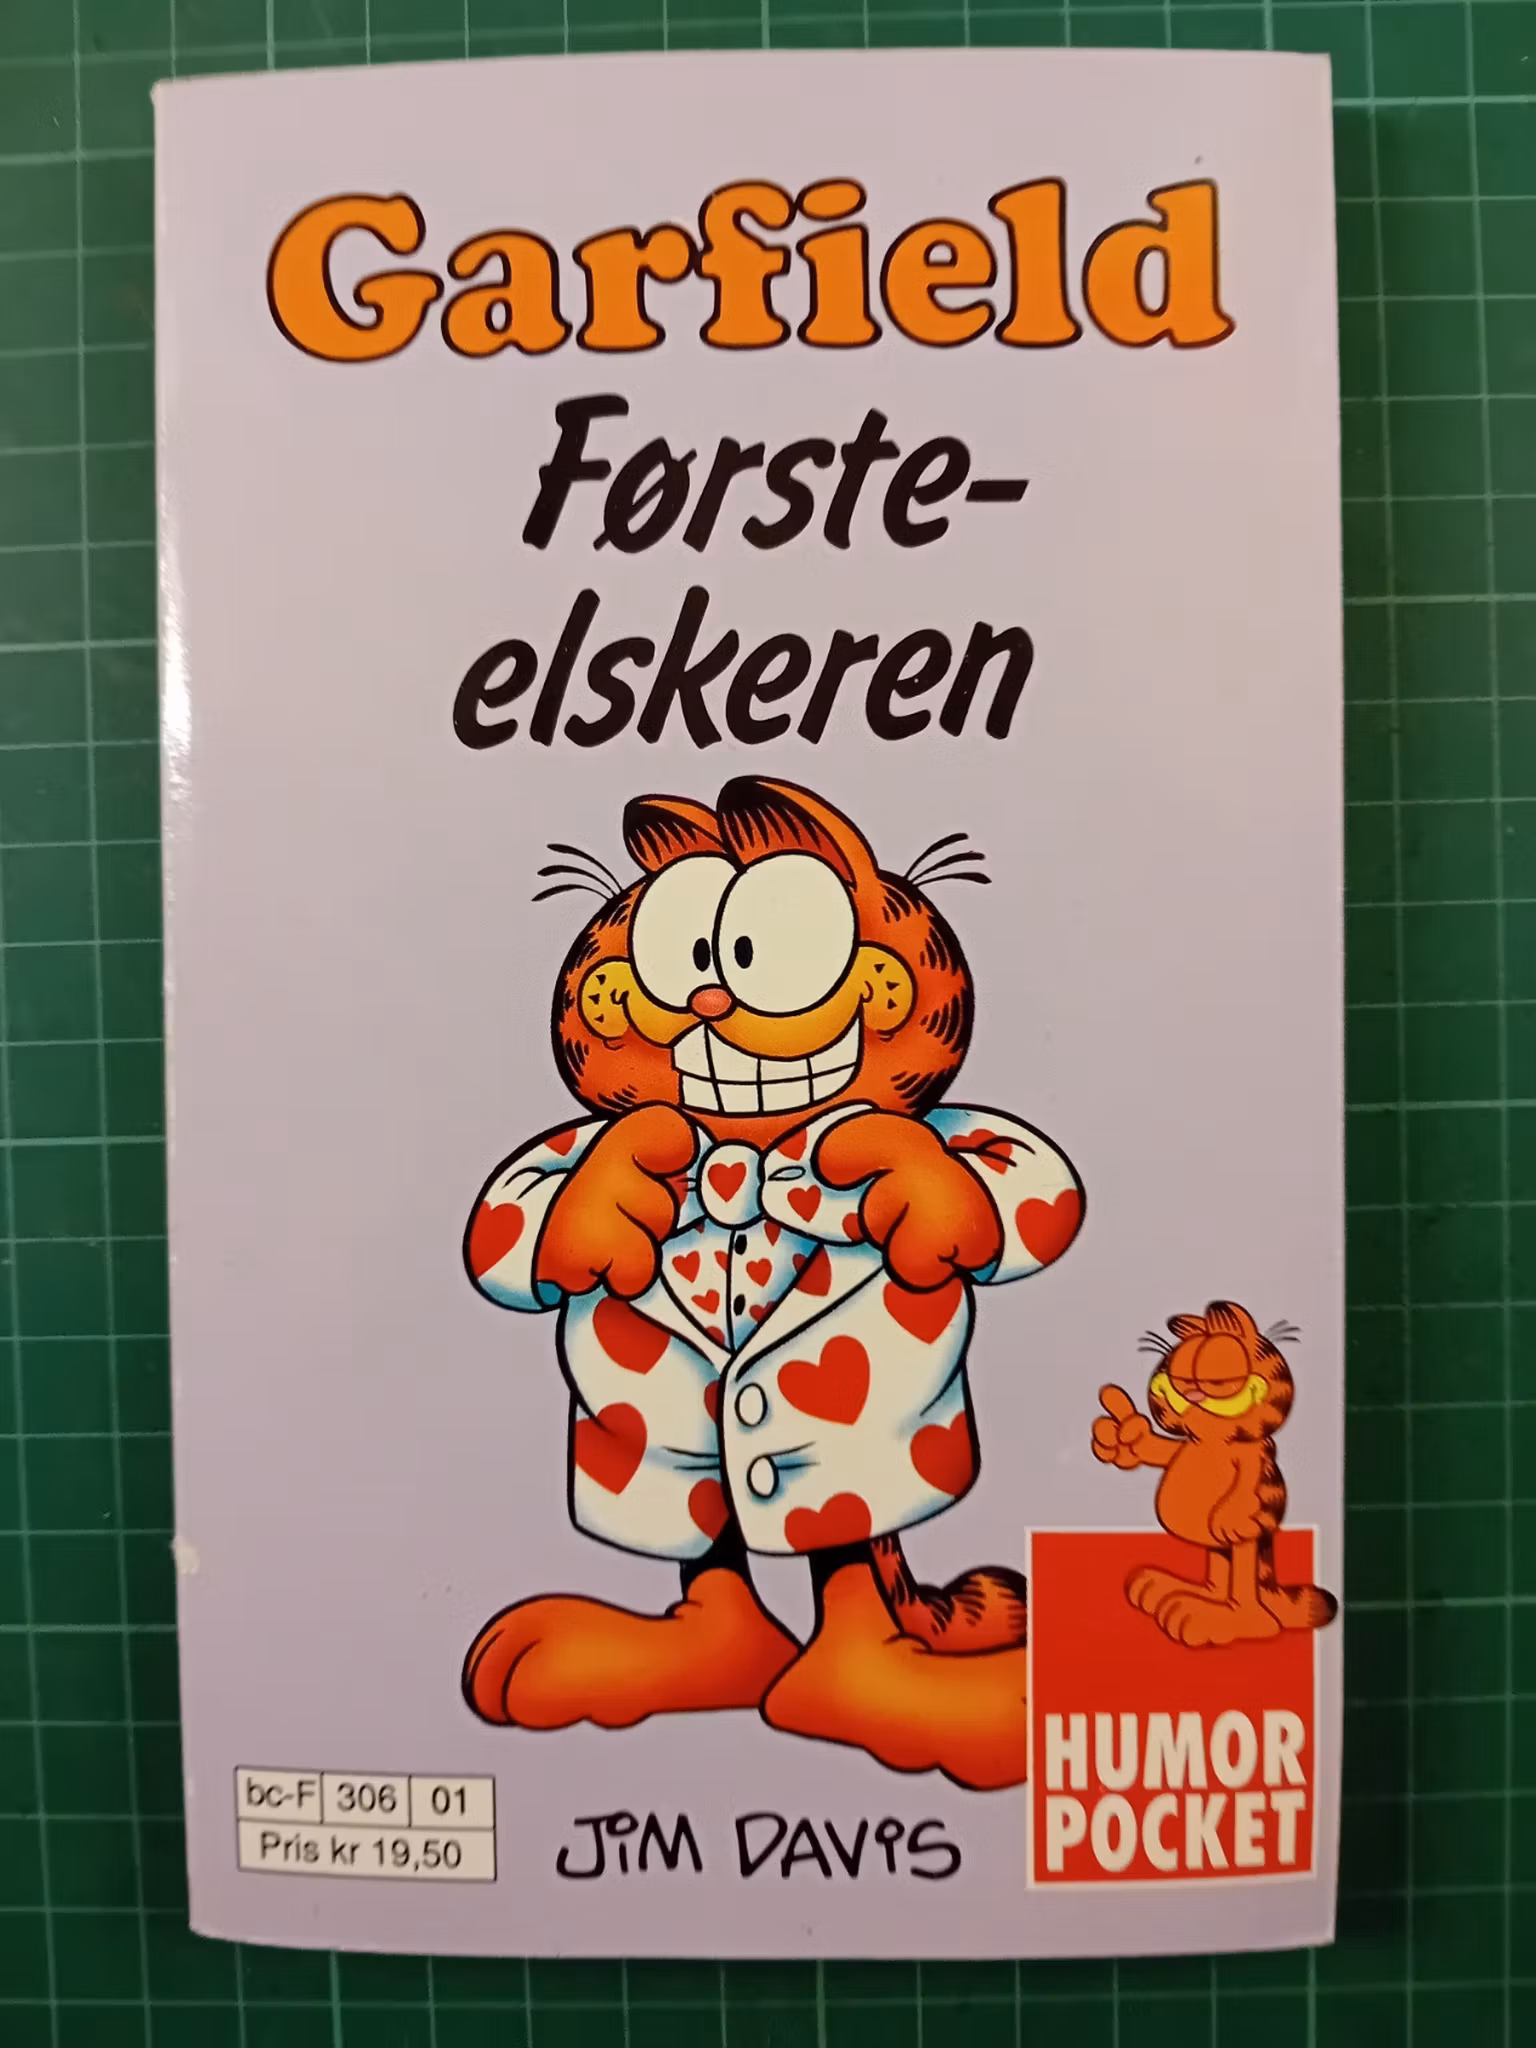 Garfield
Første-
elskeren
HUMOR
POCKET
bc-F 306 01
Pris kr 19,50
JIM DAVIS